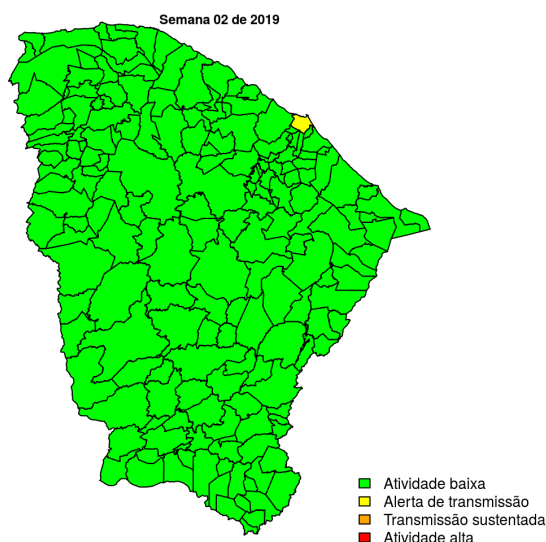 Semana 02 de 2019
Atividade baixa
Alerta de transmissão
Transmissão sustentada
Atividade alta